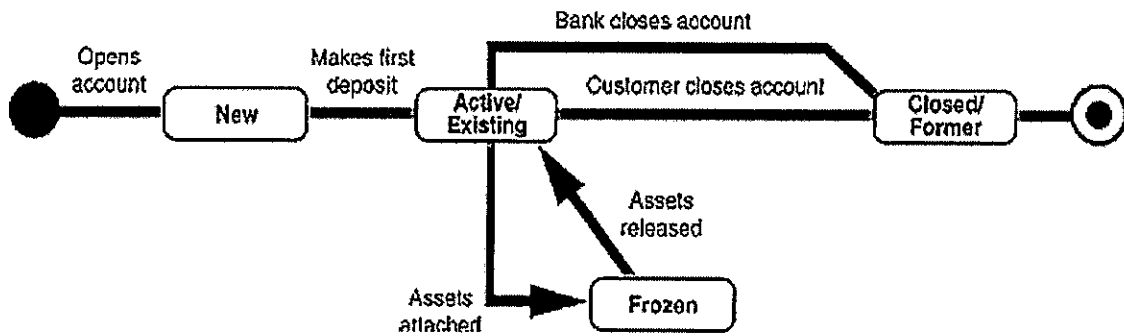 Bank closes account
Opens
account
Makes first
deposit
Customer closes account
New
Active/
Existing
Closed/
Former
Assets
released
Assets
attached
Frozen